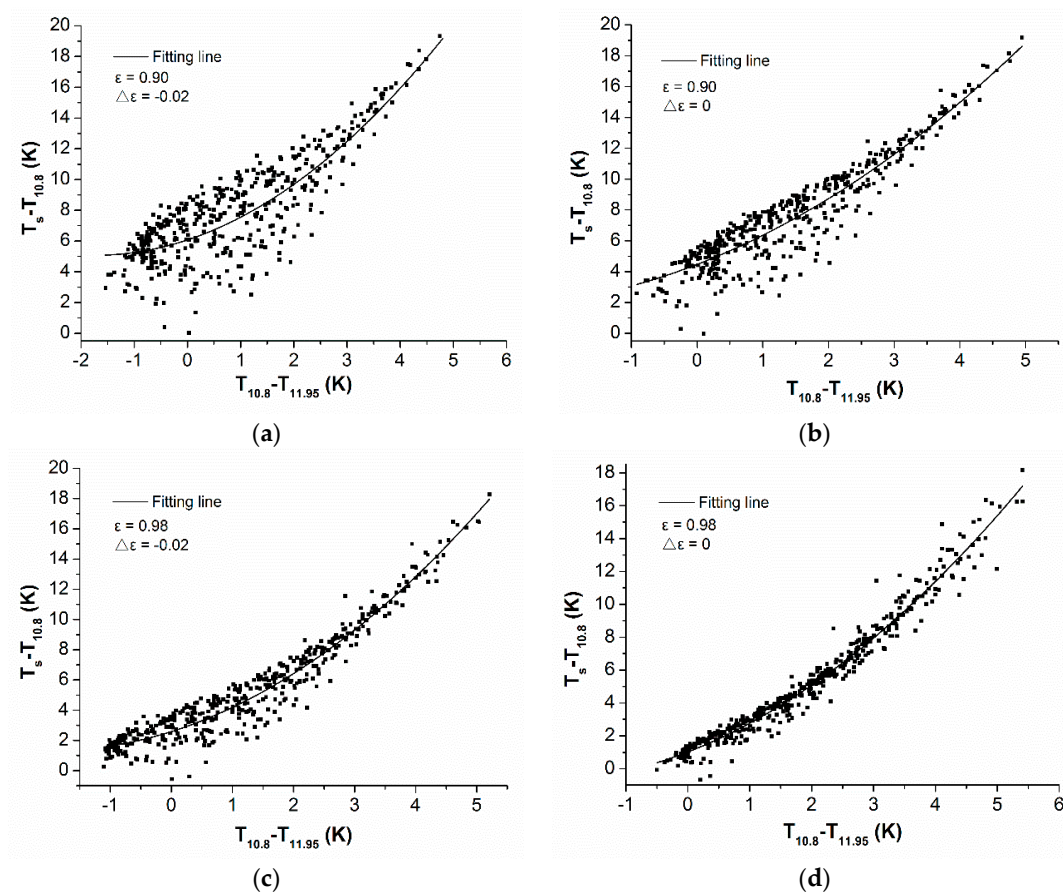 20
18
16
14
12
10
8
6
4
2
0
Fitting line
ε = 0.90
△ε = -0.02
Ts-T10.8 (K)
-2 -1 0 1 2 3 4 5 6
T10.8-T11.95 (K)
(a)
20
18
16
14
12
10
8
6
4
2
0
Fitting line
ε = 0.90
△ε = 0
Ts-T10.8 (K)
-1 0 1 2 3 4 5
T10.8-T11.95 (K)
(b)
20
18
16
14
12
10
8
6
4
2
0
Fitting line
ε = 0.98
△ε = -0.02
Ts-T10.8 (K)
-1 0 1 2 3 4 5
T10.8-T11.95 (K)
(c)
18
16
14
12
10
8
6
4
2
0
Fitting line
ε = 0.98
△ε = 0
Ts-T10.8 (K)
-1 0 1 2 3 4 5 6
T10.8-T11.95 (K)
(d)